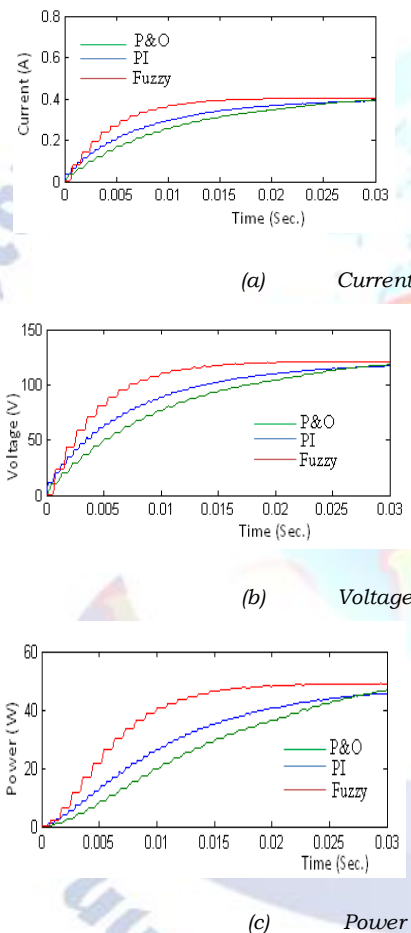 0.8
0.6
0.4
0.2
0
Current (A)
P&O
PI
Fuzzy
0 0.005 0.01 0.015 0.02 0.025 0.03
Time (Sec.)
(a) Current
150
100
50
0
Voltage (V)
P&O
PI
Fuzzy
0 0.005 0.01 0.015 0.02 0.025 0.03
Time (Sec.)
(b) Voltage
60
40
20
0
Power (W)
P&O
PI
Fuzzy
0 0.005 0.01 0.015 0.02 0.025 0.03
Time (Sec.)
(c) Power